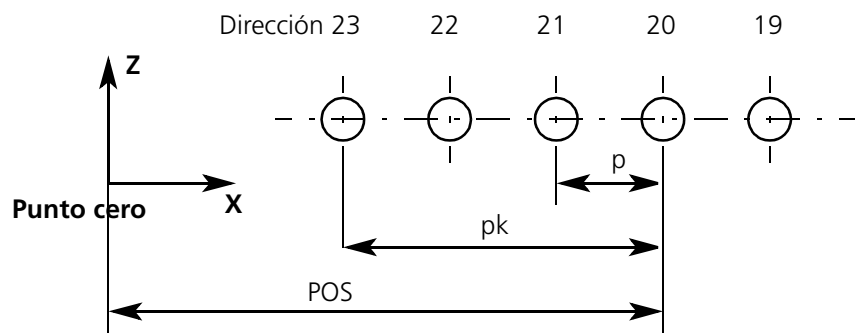 Dirección 23 22 21 20 19
Z
p
X
Punto cero
pk
POS